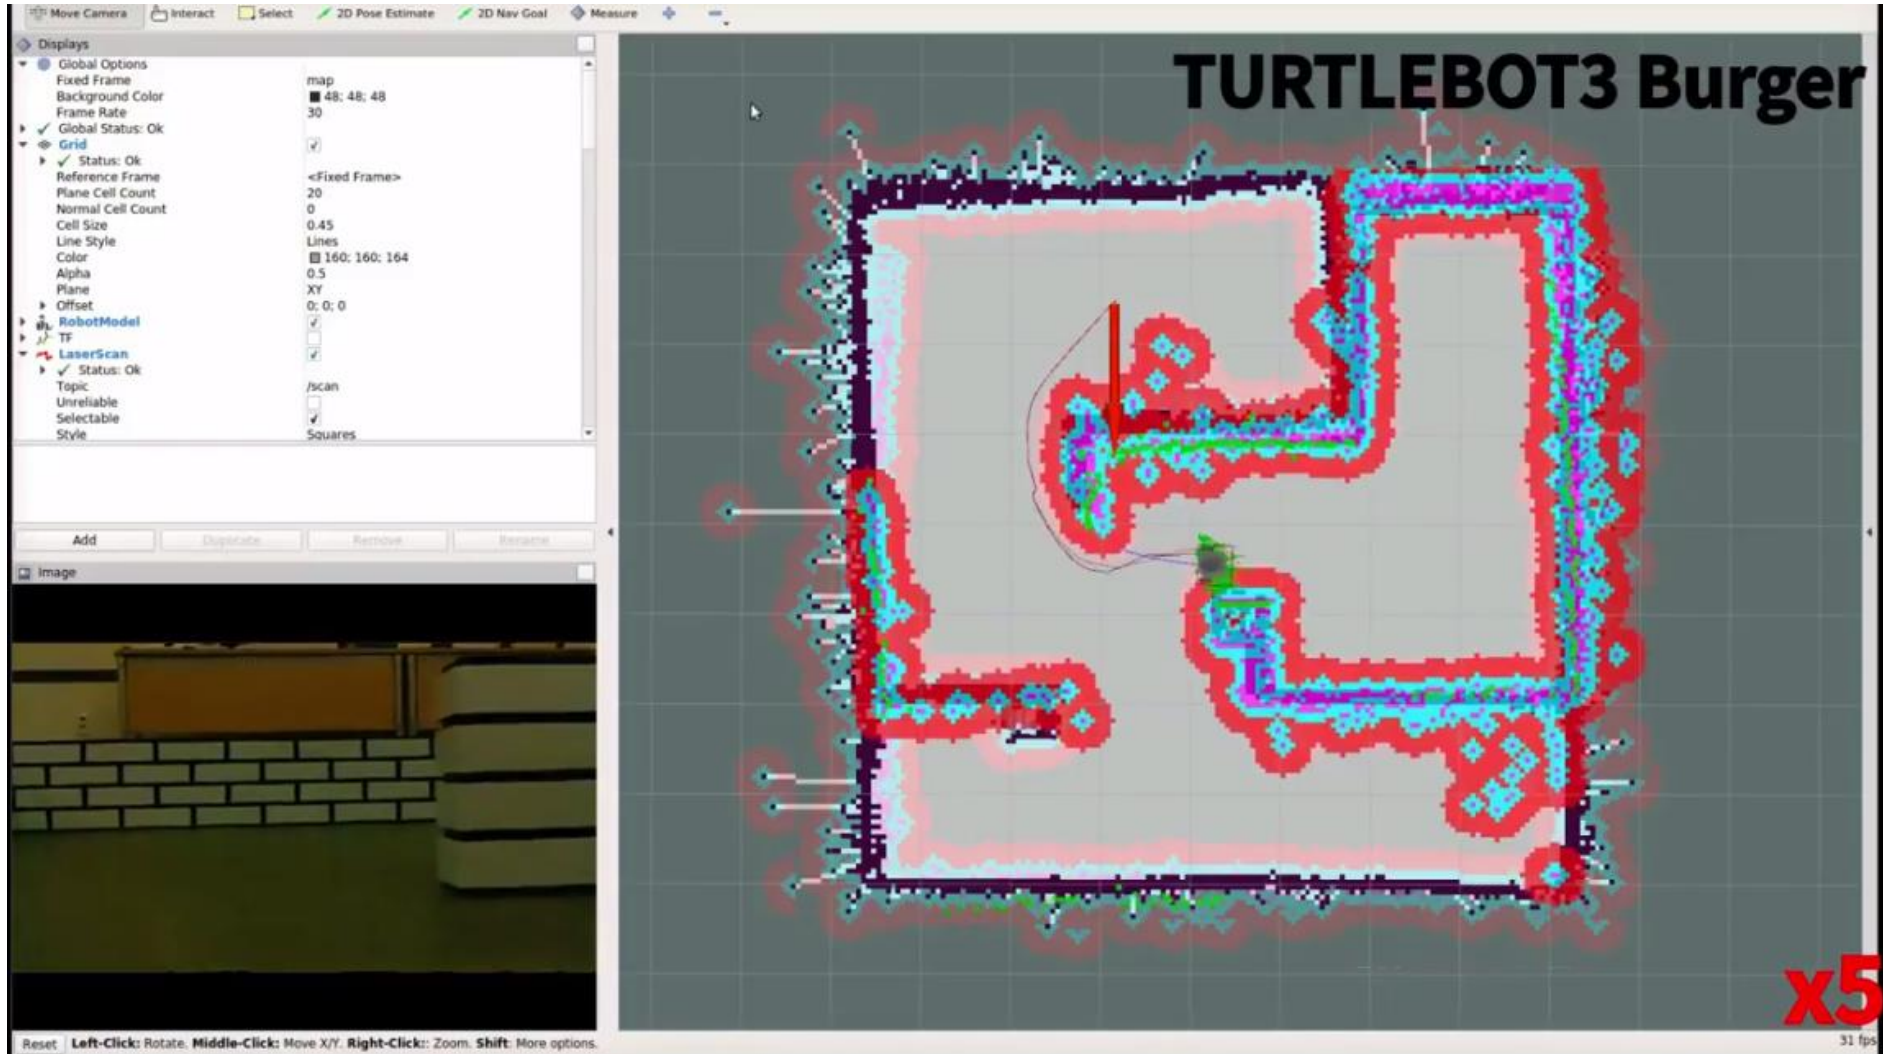 Move Camera Interact Select 2D Pose Estimate 2D Nav Goal Measure
Displays
Global Options
Fixed Frame map
Background Color 48; 48; 48
Frame Rate 30
Global Status: Ok
Grid
Status: Ok
Reference Frame <Fixed Frame>
Plane Cell Count 20
Normal Cell Count 0
Cell Size 0.45
Line Style Lines
Color 160; 160; 164
Alpha 0.5
Plane XY
Offset 0; 0; 0
RobotModel
TF
LaserScan
Status: Ok
Topic /scan
Unreliable
Selectable
Style Squares
Add Duplicate Remove Rename
Image
TURTLEBOT3 Burger
x5
Reset Left-Click: Rotate. Middle-Click: Move X/Y. Right-Click:: Zoom. Shift: More options.
31 fps